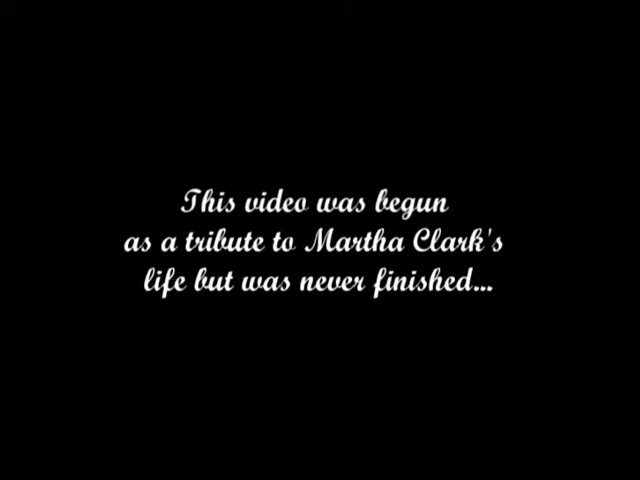 This video was begun
as a tribute to Martha Clark's
life but was never finished...